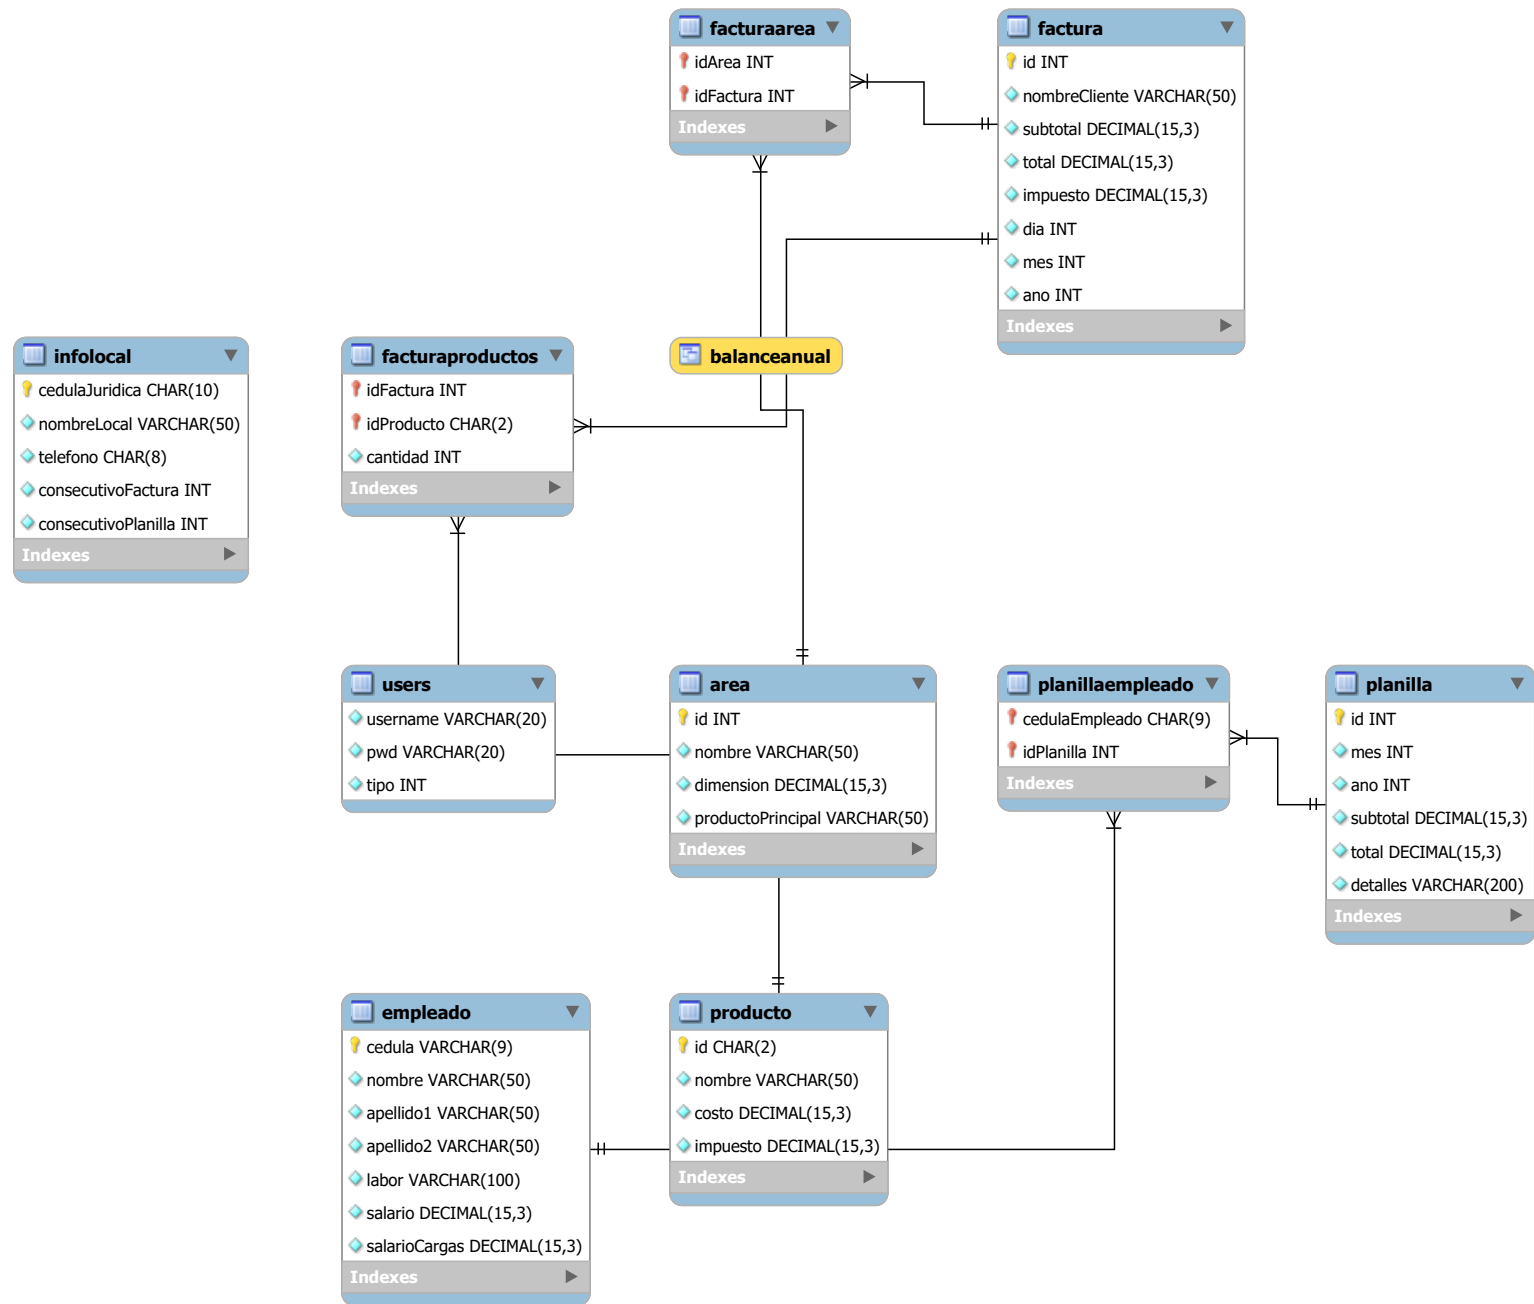 facturaarea
idArea INT
idFactura INT
Indexes
factura
id INT
nombreCliente VARCHAR(50)
subtotal DECIMAL(15,3)
total DECIMAL(15,3)
impuesto DECIMAL(15,3)
dia INT
mes INT
ano INT
Indexes
infolocal
cedulaJuridica CHAR(10)
nombreLocal VARCHAR(50)
telefono CHAR(8)
consecutivoFactura INT
consecutivoPlanilla INT
Indexes
facturaproductos
idFactura INT
idProducto CHAR(2)
cantidad INT
Indexes
balanceanual
users
username VARCHAR(20)
pwd VARCHAR(20)
tipo INT
area
id INT
nombre VARCHAR(50)
dimension DECIMAL(15,3)
productoPrincipal VARCHAR(50)
Indexes
planillaempleado
cedulaEmpleado CHAR(9)
idPlanilla INT
Indexes
planilla
id INT
mes INT
ano INT
subtotal DECIMAL(15,3)
total DECIMAL(15,3)
detalles VARCHAR(200)
Indexes
empleado
cedula VARCHAR(9)
nombre VARCHAR(50)
apellido1 VARCHAR(50)
apellido2 VARCHAR(50)
labor VARCHAR(100)
salario DECIMAL(15,3)
salarioCargas DECIMAL(15,3)
Indexes
producto
id CHAR(2)
nombre VARCHAR(50)
costo DECIMAL(15,3)
impuesto DECIMAL(15,3)
Indexes